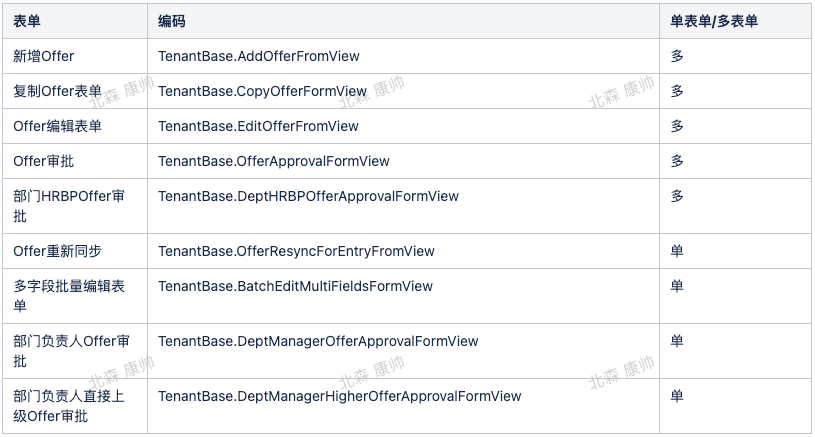 表单 编码 单表单/多表单
新增Offer TenantBase.AddOfferFromView 多
复制Offer表单 TenantBase.CopyOfferFormView 多
北森 康帅 北森 康帅 北森 康帅
Offer编辑表单 TenantBase.EditOfferFromView 多
Offer审批 TenantBase.OfferApprovalFormView 多
部门HRBPOffer审 TenantBase.DeptHRBPOfferApprovalFormView 多
批
Offer重新同步 TenantBase.OfferResyncForEntryFromView 单
多字段批量编辑表 TenantBase.BatchEditMultiFieldsFormView 单
单
部门负责人Offer审 TenantBase.DeptManagerOfferApprovalFormView 单
批
北森 康帅 北森 康帅 北森 康帅
部门负责人直接上 TenantBase.DeptManagerHigherOfferApprovalFormView 单
级Offer审批